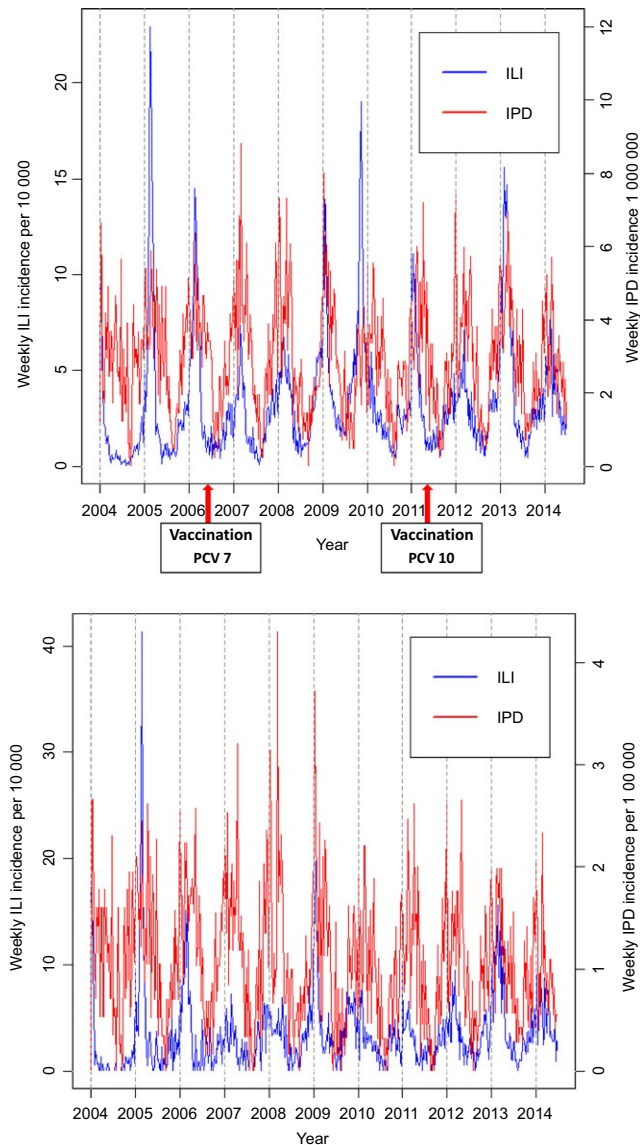 20
15
10
5
0
Weekly ILI incidence per 10 000
ILI
IPD
12
10
8
6
4
2
0
Weekly IPD incidence 1 000 000
2004 2005 2006 2007 2008 2009 2010 2011 2012 2013 2014
Vaccination
PCV 7
Year
Vaccination
PCV 10
40
30
20
10
0
Weekly ILI incidence per 10 000
ILI
IPD
4
3
2
1
0
Weekly IPD incidence per 1 00 000
2004 2005 2006 2007 2008 2009 2010 2011 2012 2013 2014
Year